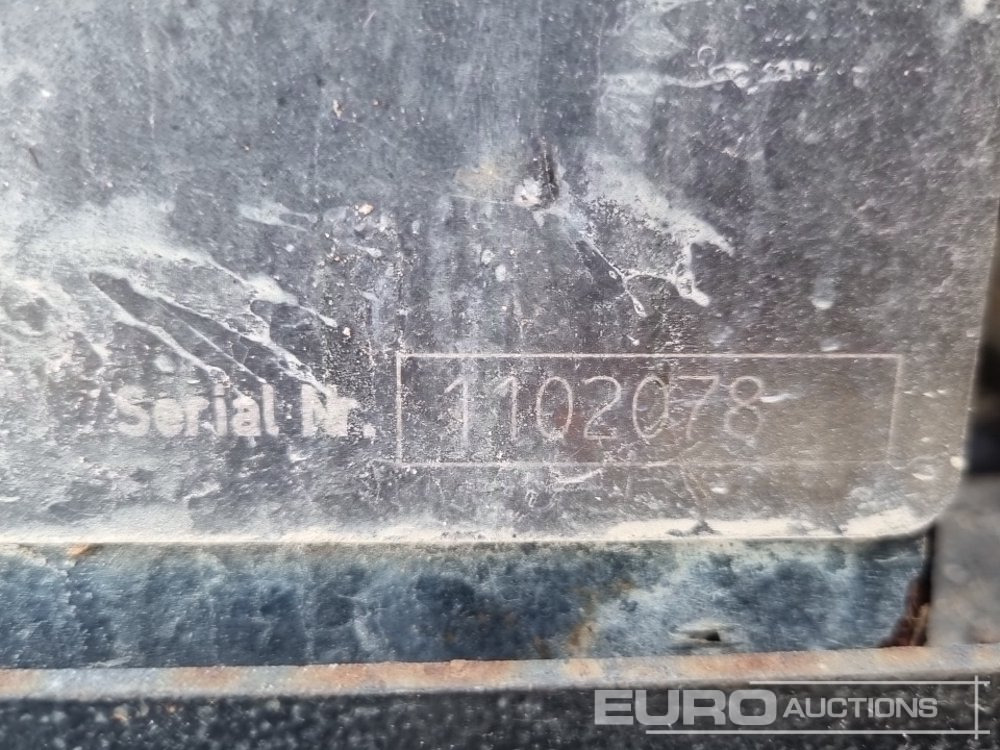 Serial Nr. 1102078
EURO AUCTIONS